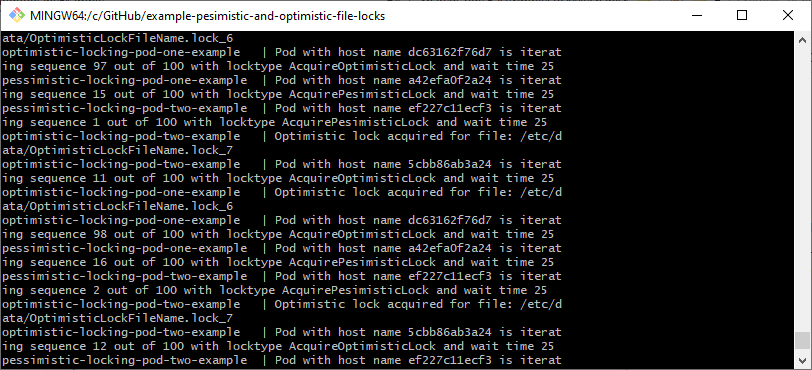 MINGW64:/c/GitHub/example-pesimistic-and-optimistic-file-locks
ata/OptimisticLockFileName.lock_6
optimistic-locking-pod-one-example   | Pod with host name dc63162f76d7 is iterat
ing sequence 97 out of 100 with locktype AcquireOptimisticLock and wait time 25
pessimistic-locking-pod-one-example  | Pod with host name a42efa0f2a24 is iterat
ing sequence 15 out of 100 with locktype AcquirePesimisticLock and wait time 25
pessimistic-locking-pod-two-example  | Pod with host name ef227c11ecf3 is iterat
ing sequence 1 out of 100 with locktype AcquirePesimisticLock and wait time 25
optimistic-locking-pod-two-example   | Optimistic lock acquired for file: /etc/d
ata/OptimisticLockFileName.lock_7
optimistic-locking-pod-two-example   | Pod with host name 5cbb86ab3a24 is iterat
ing sequence 11 out of 100 with locktype AcquireOptimisticLock and wait time 25
optimistic-locking-pod-one-example   | Optimistic lock acquired for file: /etc/d
ata/OptimisticLockFileName.lock_6
optimistic-locking-pod-one-example   | Pod with host name dc63162f76d7 is iterat
ing sequence 98 out of 100 with locktype AcquireOptimisticLock and wait time 25
pessimistic-locking-pod-one-example  | Pod with host name a42efa0f2a24 is iterat
ing sequence 16 out of 100 with locktype AcquirePesimisticLock and wait time 25
pessimistic-locking-pod-two-example  | Pod with host name ef227c11ecf3 is iterat
ing sequence 2 out of 100 with locktype AcquirePesimisticLock and wait time 25
optimistic-locking-pod-two-example   | Optimistic lock acquired for file: /etc/d
ata/OptimisticLockFileName.lock_7
optimistic-locking-pod-two-example   | Pod with host name 5cbb86ab3a24 is iterat
ing sequence 12 out of 100 with locktype AcquireOptimisticLock and wait time 25
pessimistic-locking-pod-two-example  | Pod with host name ef227c11ecf3 is iterat